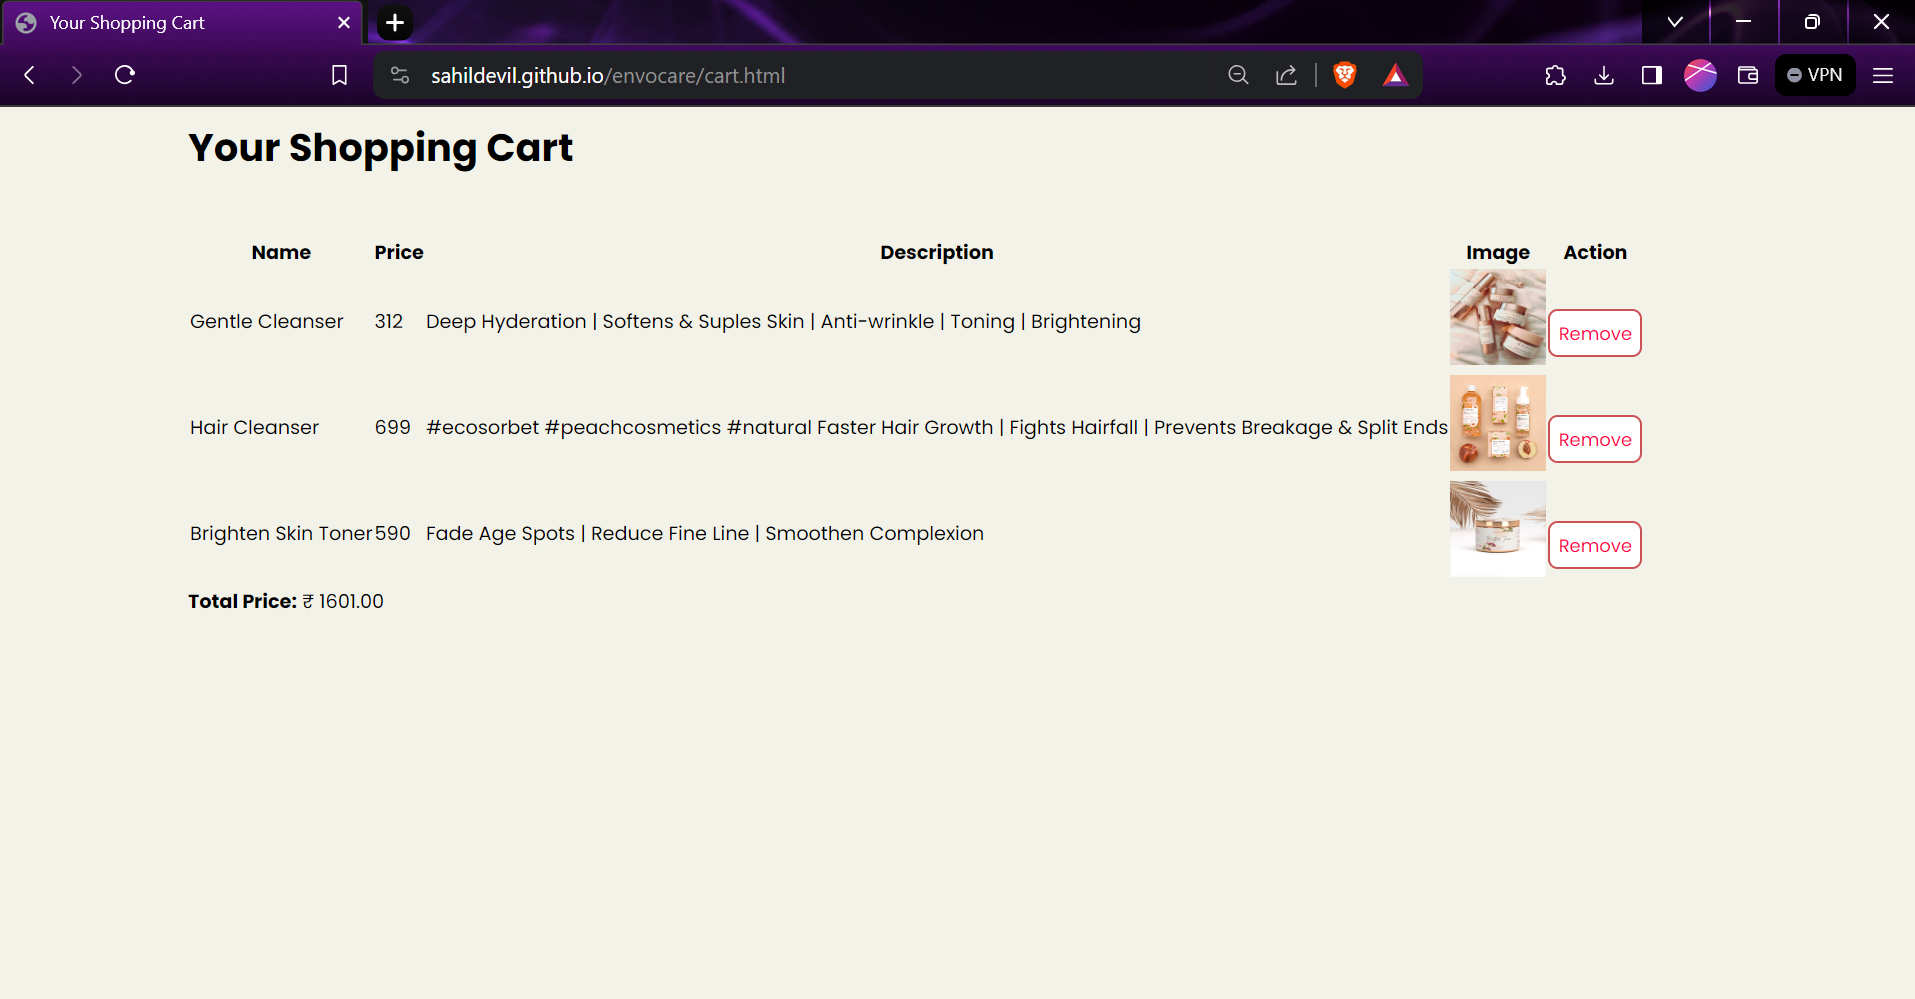 Your Shopping Cart
sahildevil.github.io/envocare/cart.html
VPN
Your Shopping Cart
Name Price Description Image Action
Gentle Cleanser 312 Deep Hyderation | Softens & Suples Skin | Anti-wrinkle | Toning | Brightening Remove
Hair Cleanser 699 #ecosorbet #peachcosmetics #natural Faster Hair Growth | Fights Hairfall | Prevents Breakage & Split Ends Remove
Brighten Skin Toner 590 Fade Age Spots | Reduce Fine Line | Smoothen Complexion Remove
Total Price: ₹ 1601.00